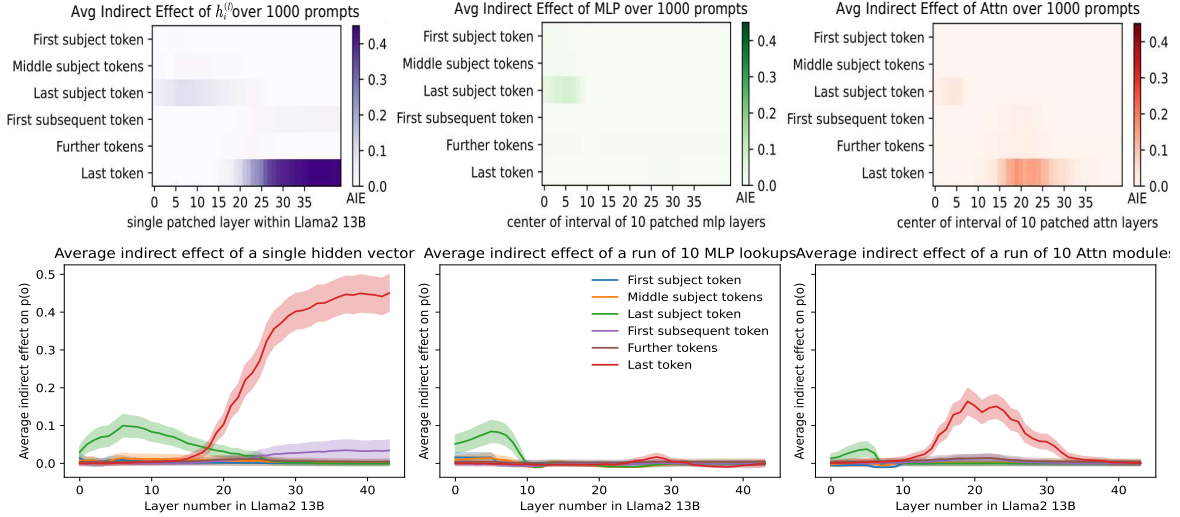 Avg Indirect Effect of h_i^(l) over 1000 prompts
First subject token
Middle subject tokens
Last subject token
First subsequent token
Further tokens
Last token
0 5 10 15 20 25 30 35
0.4
0.3
0.2
0.1
0.0
AIE
single patched layer within Llama2 13B
Avg Indirect Effect of MLP over 1000 prompts
First subject token
Middle subject tokens
Last subject token
First subsequent token
Further tokens
Last token
0 5 10 15 20 25 30 35
0.4
0.3
0.2
0.1
0.0
AIE
center of interval of 10 patched mlp layers
Avg Indirect Effect of Attn over 1000 prompts
First subject token
Middle subject tokens
Last subject token
First subsequent token
Further tokens
Last token
0 5 10 15 20 25 30 35
0.4
0.3
0.2
0.1
0.0
AIE
center of interval of 10 patched attn layers
Average indirect effect of a single hidden vector
Average indirect effect on p(o)
0.5
0.4
0.3
0.2
0.1
0.0
0 10 20 30 40
Layer number in Llama2 13B
Average indirect effect of a run of 10 MLP lookups
Average indirect effect on p(o)
First subject token
Middle subject tokens
Last subject token
First subsequent token
Further tokens
Last token
0 10 20 30 40
Layer number in Llama2 13B
Average indirect effect of a run of 10 Attn modules
Average indirect effect on p(o)
0 10 20 30 40
Layer number in Llama2 13B